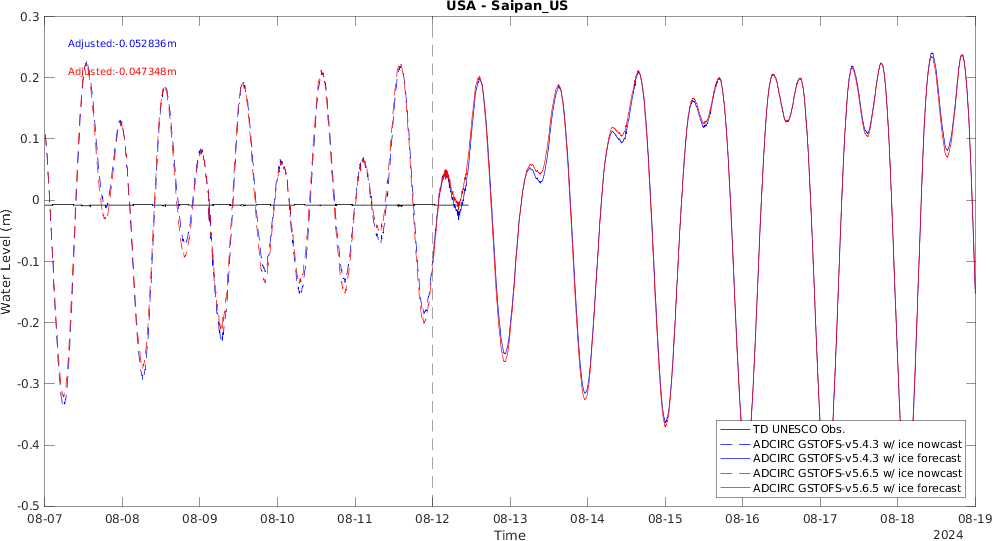 USA - Saipan_US
Adjusted:-0.052836m
Adjusted:-0.047348m
0.3
0.2
0.1
0
-0.1
-0.2
-0.3
-0.4
-0.5
Water Level (m)
TD UNESCO Obs.
ADCIRC GSTOFS-v5.4.3 w/ ice nowcast
ADCIRC GSTOFS-v5.4.3 w/ ice forecast
ADCIRC GSTOFS-v5.6.5 w/ ice nowcast
ADCIRC GSTOFS-v5.6.5 w/ ice forecast
08-07 08-08 08-09 08-10 08-11 08-12 08-13 08-14 08-15 08-16 08-17 08-18 08-19
Time
2024